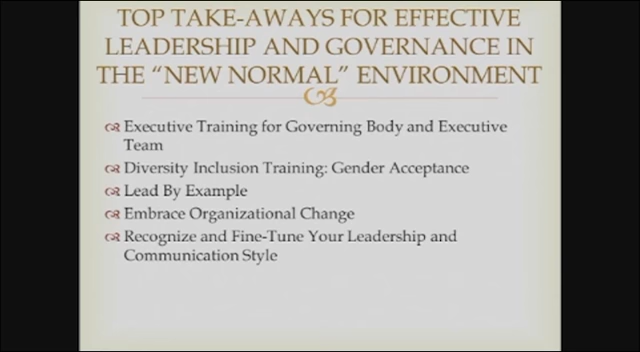 TOP TAKE-AWAYS FOR EFFECTIVE
LEADERSHIP AND GOVERNANCE IN
THE “NEW NORMAL” ENVIRONMENT
Executive Training for Governing Body and Executive
Team
Diversity Inclusion Training: Gender Acceptance
Lead By Example
Embrace Organizational Change
Recognize and Fine-Tune Your Leadership and
Communication Style